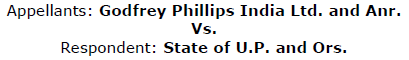 Appellants: Godfrey Phillips India Ltd. and Anr.
Vs.
Respondent: State of U.P. and Ors.